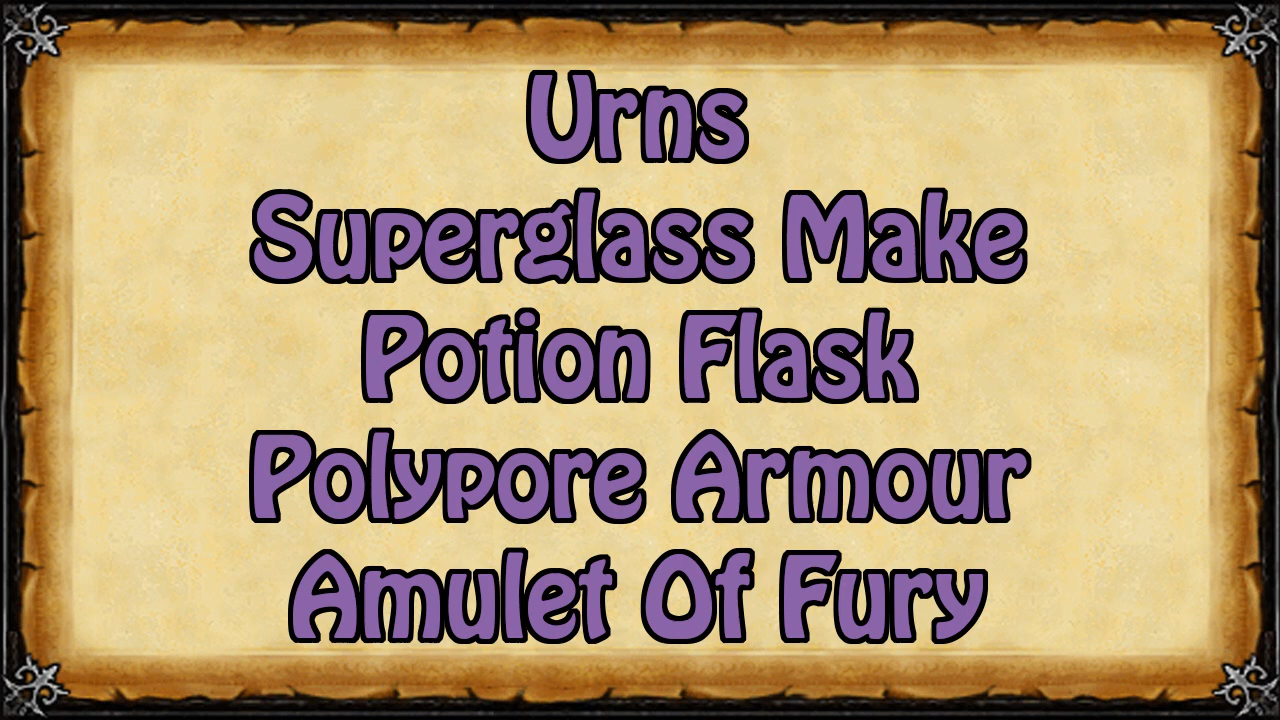 Urns
Superglass Make
Potion Flask
Polypore Armour
Amulet Of Fury